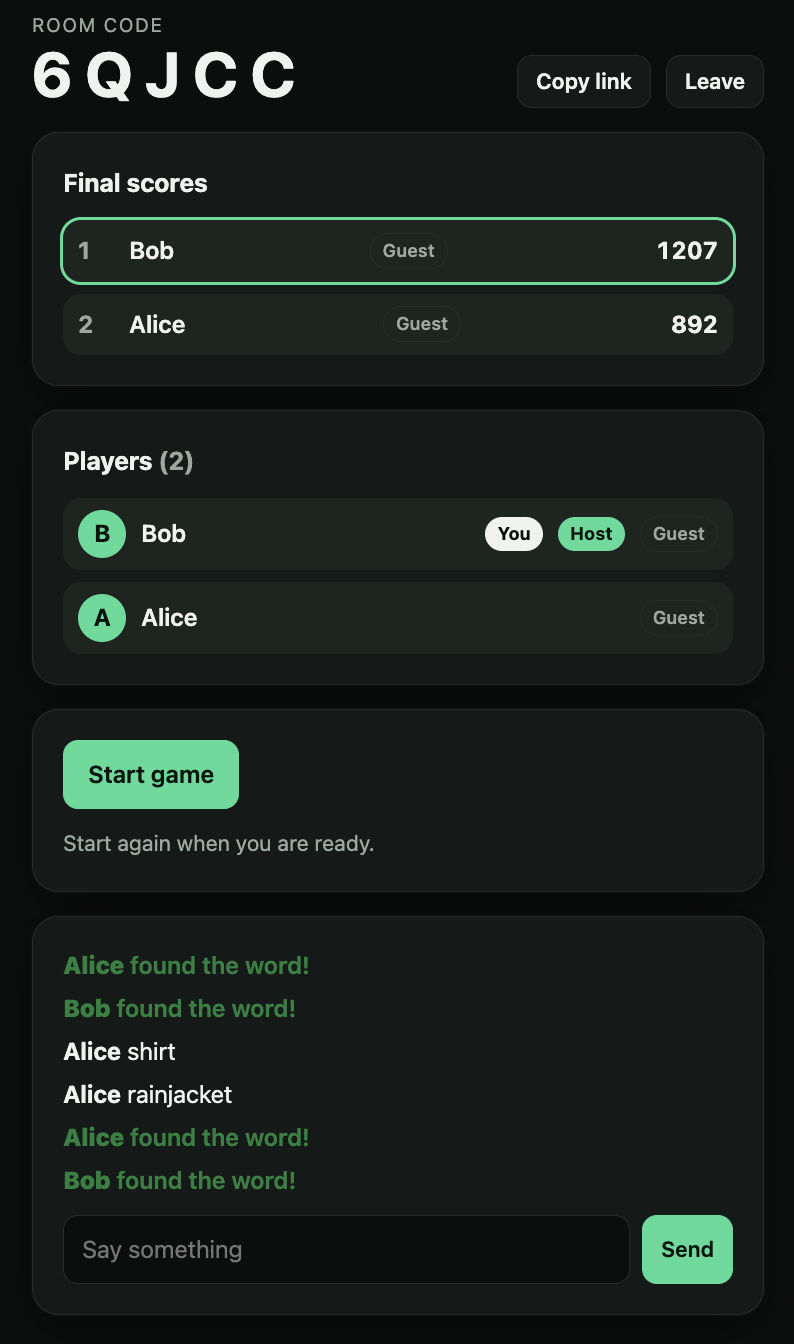 ROOM CODE
6QJCC
Copy link
Leave
Final scores
1 Bob Guest 1207
2 Alice Guest 892
Players (2)
B Bob You Host Guest
A Alice Guest
Start game
Start again when you are ready.
Alice found the word!
Bob found the word!
Alice shirt
Alice rainjacket
Alice found the word!
Bob found the word!
Say something
Send